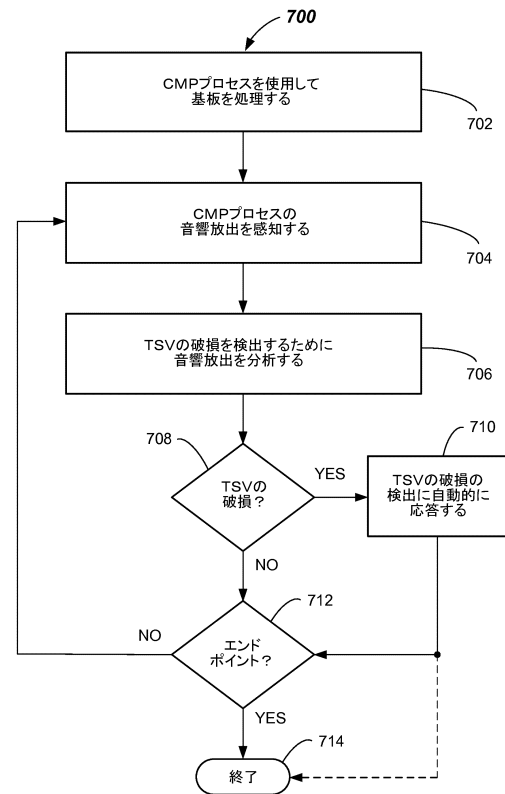 700
CMPプロセスを使用して
基板を処理する
702
CMPプロセスの
音響放出を感知する
704
TSVの破損を検出するために
音響放出を分析する
706
708
TSVの
破損？
YES
710
TSVの破損の
検出に自動的に
応答する
NO
712
エンド
ポイント？
NO
YES
714
終了